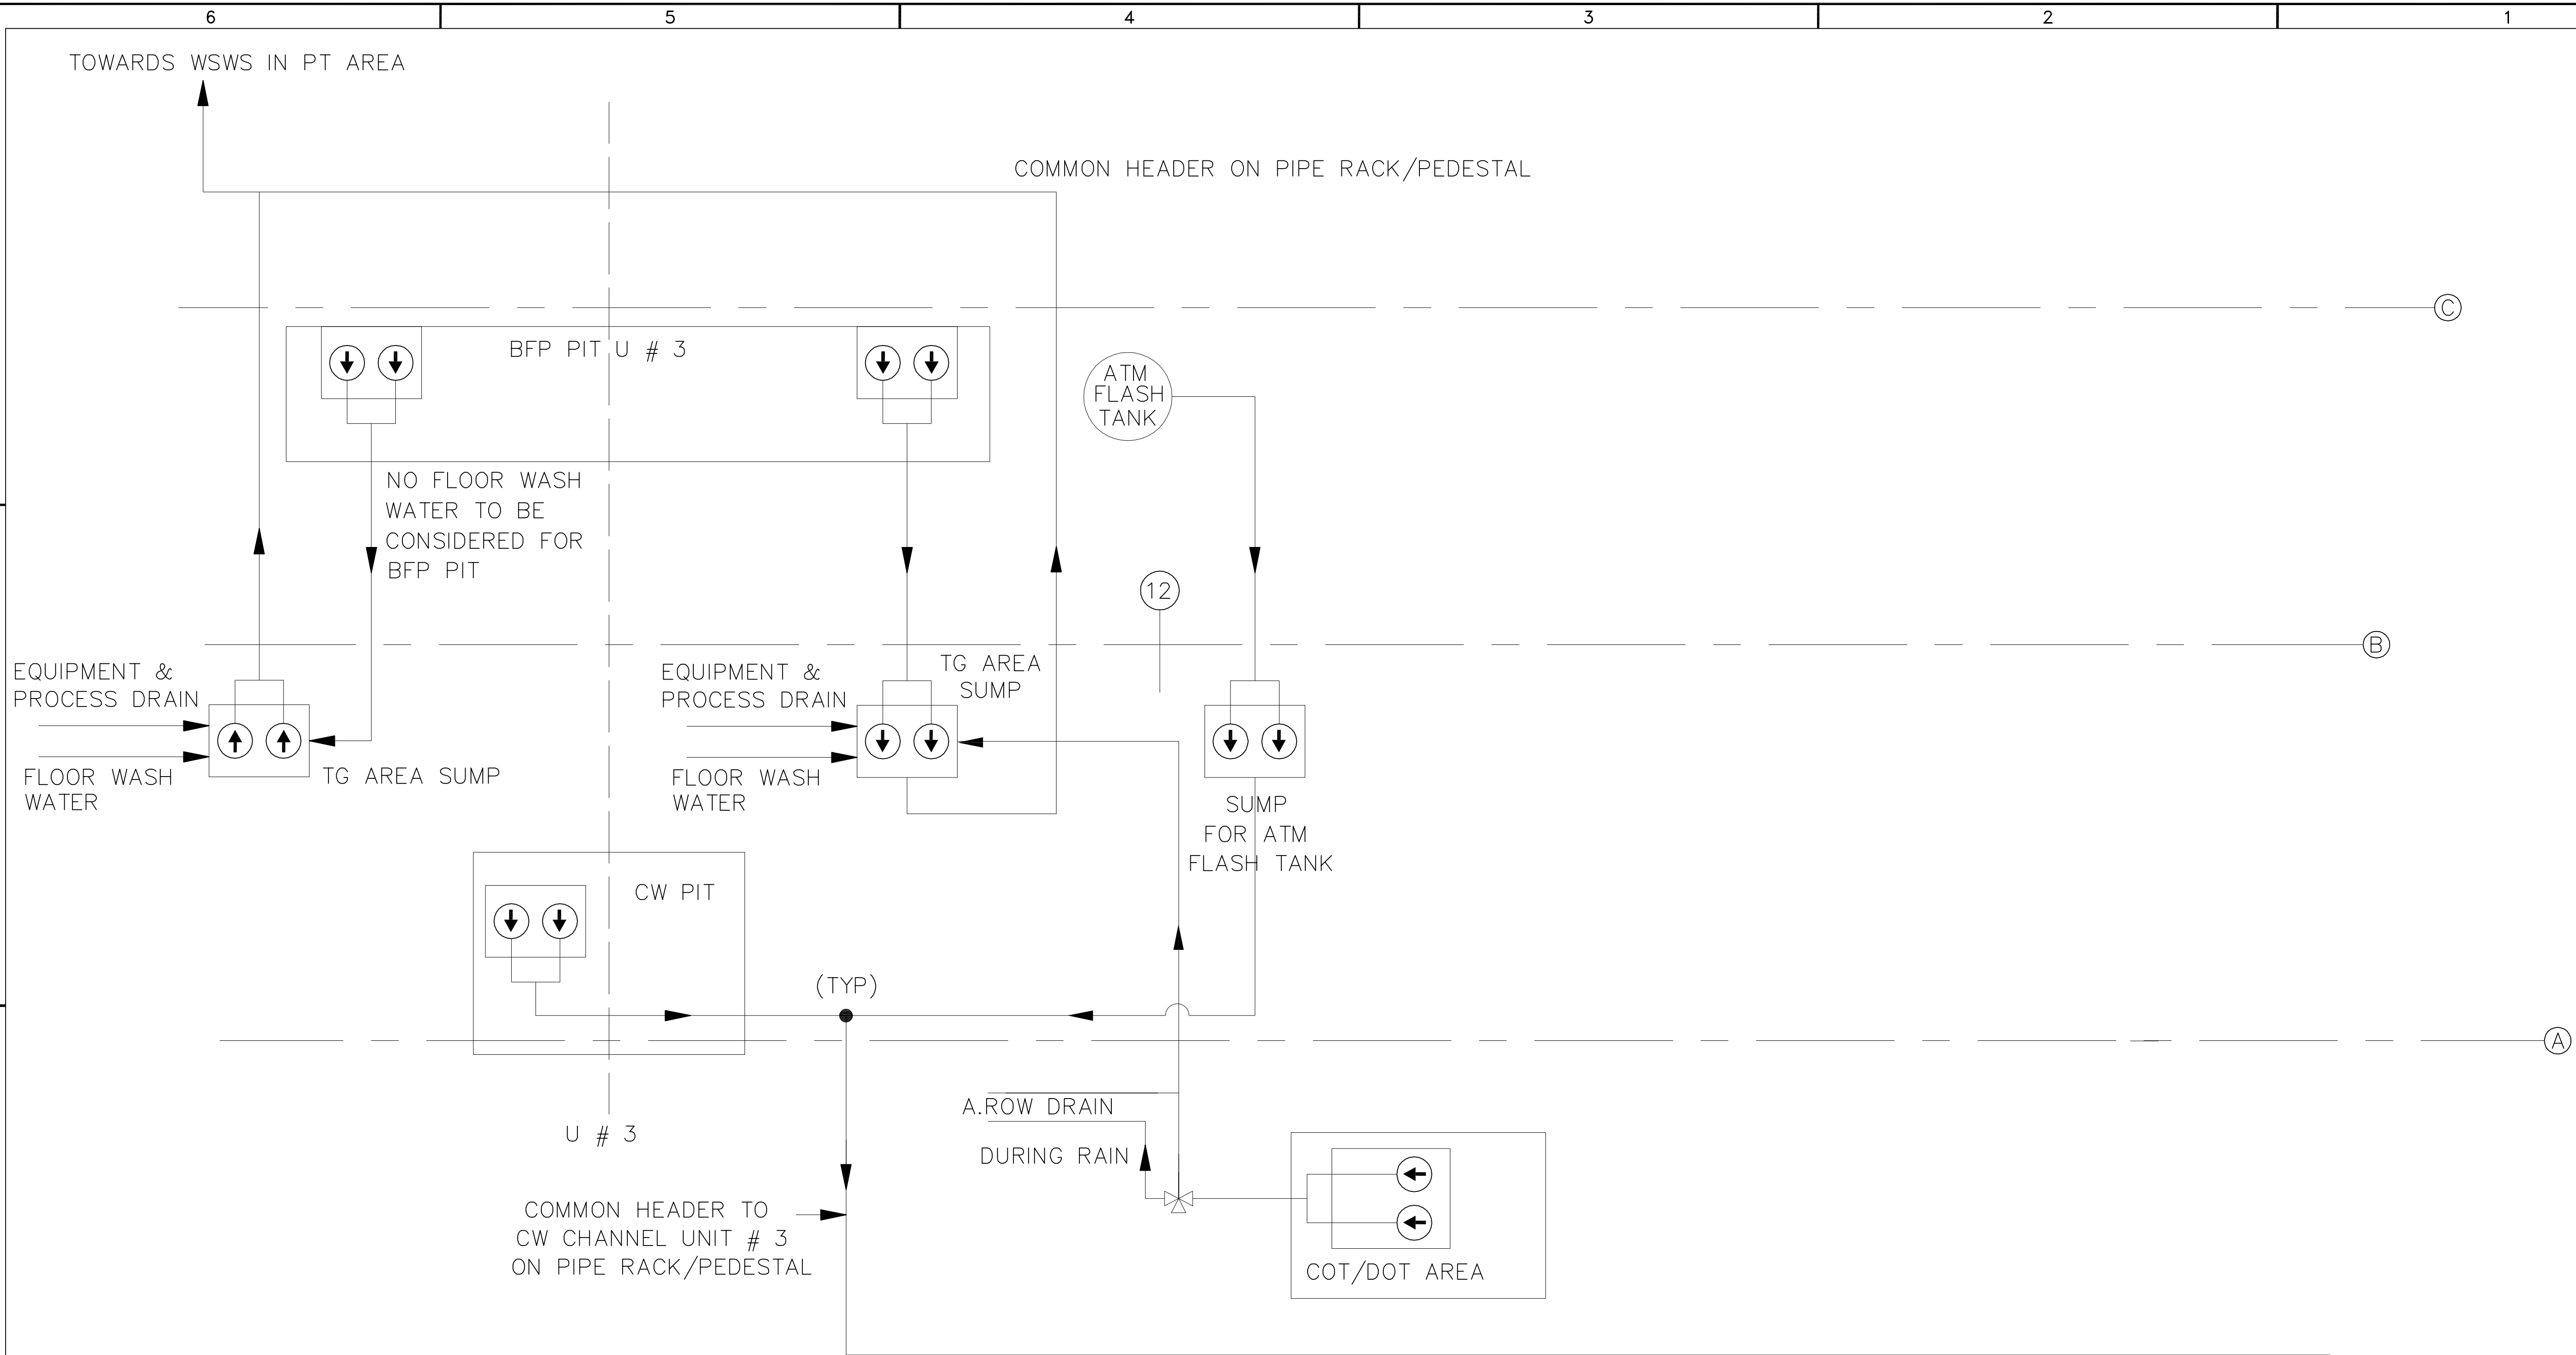 6
5
4
3
2
1
TOWARDS WSWS IN PT AREA
COMMON HEADER ON PIPE RACK/PEDESTAL
C
BFP PIT U # 3
ATM
FLASH
TANK
NO FLOOR WASH
WATER TO BE
CONSIDERED FOR
BFP PIT
12
B
EQUIPMENT &
PROCESS DRAIN
FLOOR WASH
WATER
TG AREA SUMP
EQUIPMENT &
PROCESS DRAIN
FLOOR WASH
WATER
TG AREA
SUMP
SUMP
FOR ATM
FLASH TANK
CW PIT
(TYP)
A
U # 3
A.ROW DRAIN
DURING RAIN
COMMON HEADER TO
CW CHANNEL UNIT # 3
ON PIPE RACK/PEDESTAL
COT/DOT AREA